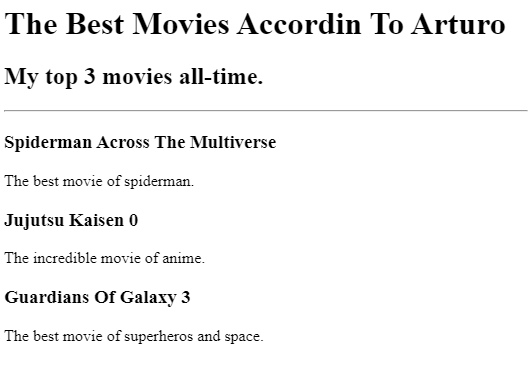 The Best Movies Accordin To Arturo
My top 3 movies all-time.
Spiderman Across The Multiverse
The best movie of spiderman.
Jujutsu Kaisen 0
The incredible movie of anime.
Guardians Of Galaxy 3
The best movie of superheros and space.